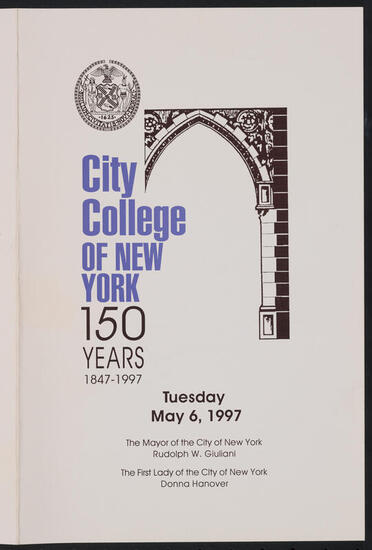 1625
City
College
OF NEW
YORK
150
YEARS
1847-1997
Tuesday
May 6, 1997
The Mayor of the City of New York
Rudolph W. Giuliani
The First Lady of the City of New York
Donna Hanover